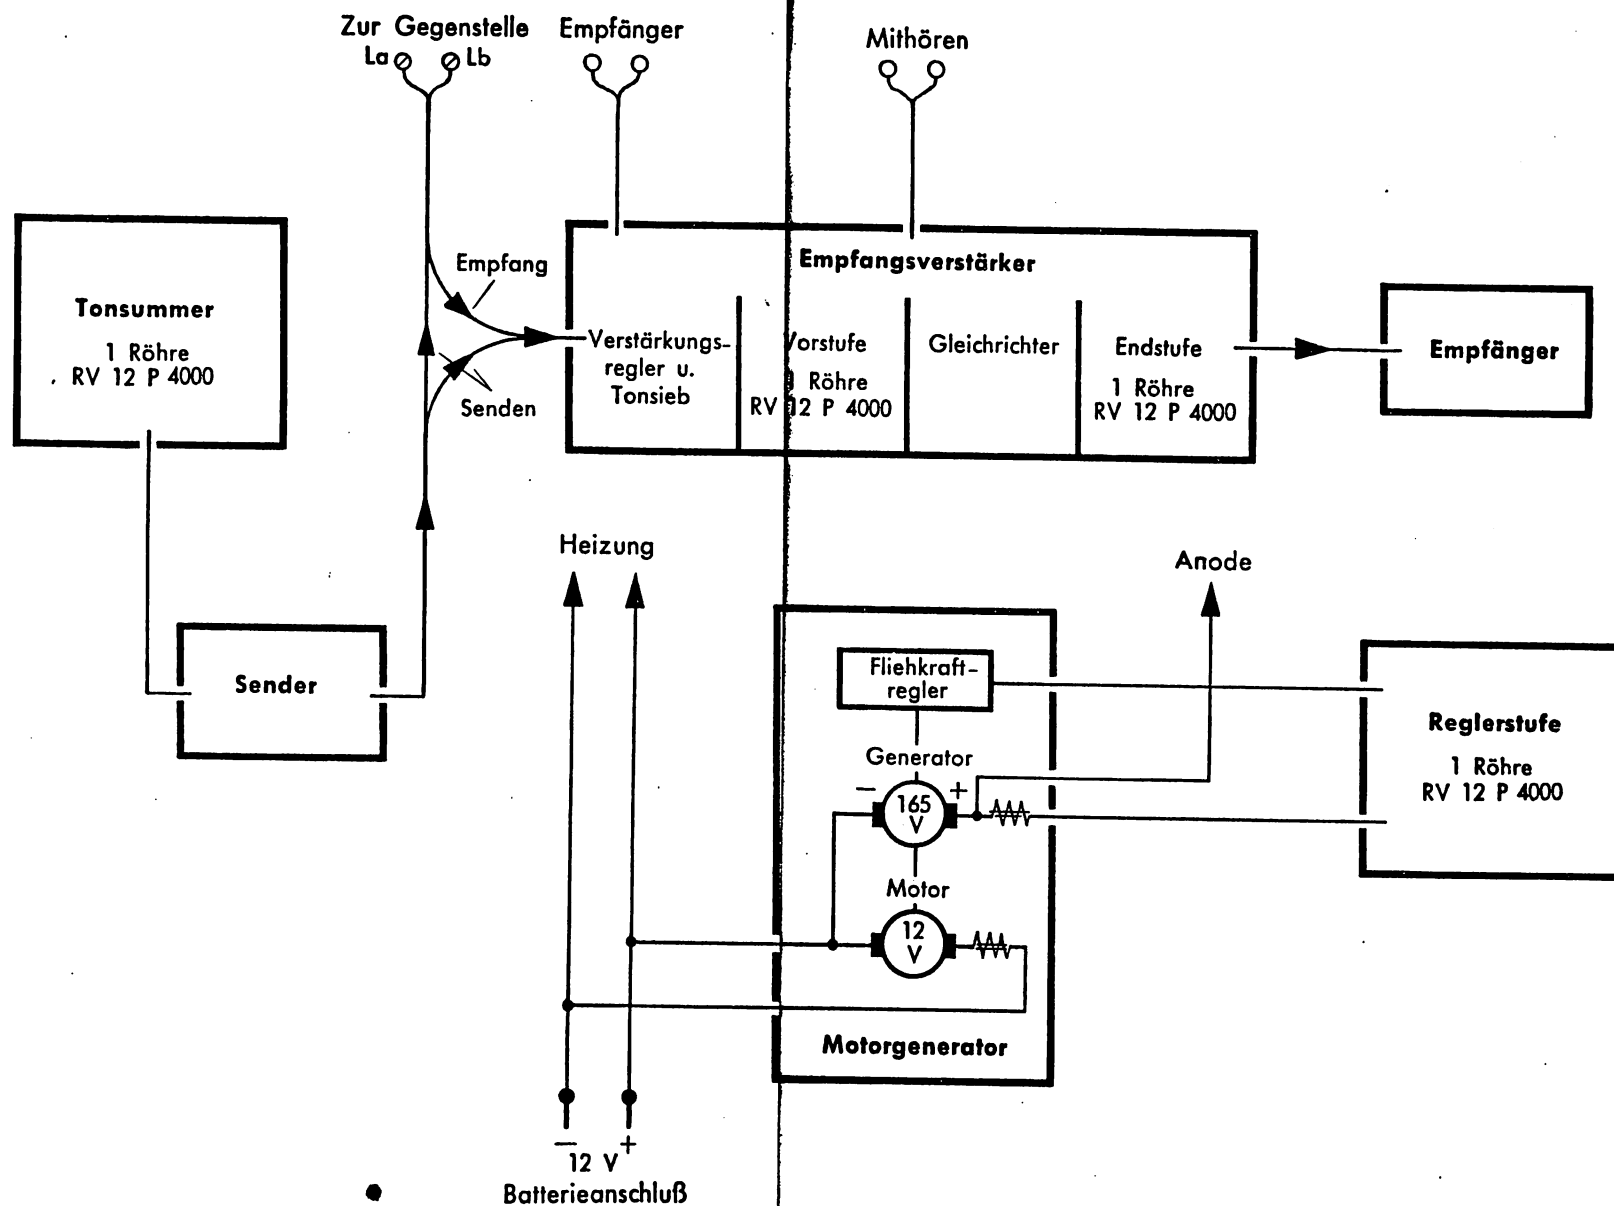 Zur Gegenstelle
La Lb
Empfänger
Mithören
Tonsummer
1 Röhre
RV 12 P 4000
Empfang
Senden
Empfangsverstärker
Verstärkungs-
regler u.
Tonsieb
Vorstufe
1 Röhre
RV 12 P 4000
Gleichrichter
Endstufe
1 Röhre
RV 12 P 4000
Empfänger
Sender
Heizung
Anode
Fliehkraft-
regler
Generator
– +
165
V
Motor
12
V
Motorgenerator
Reglerstufe
1 Röhre
RV 12 P 4000
– +
12 V
Batterieanschluß